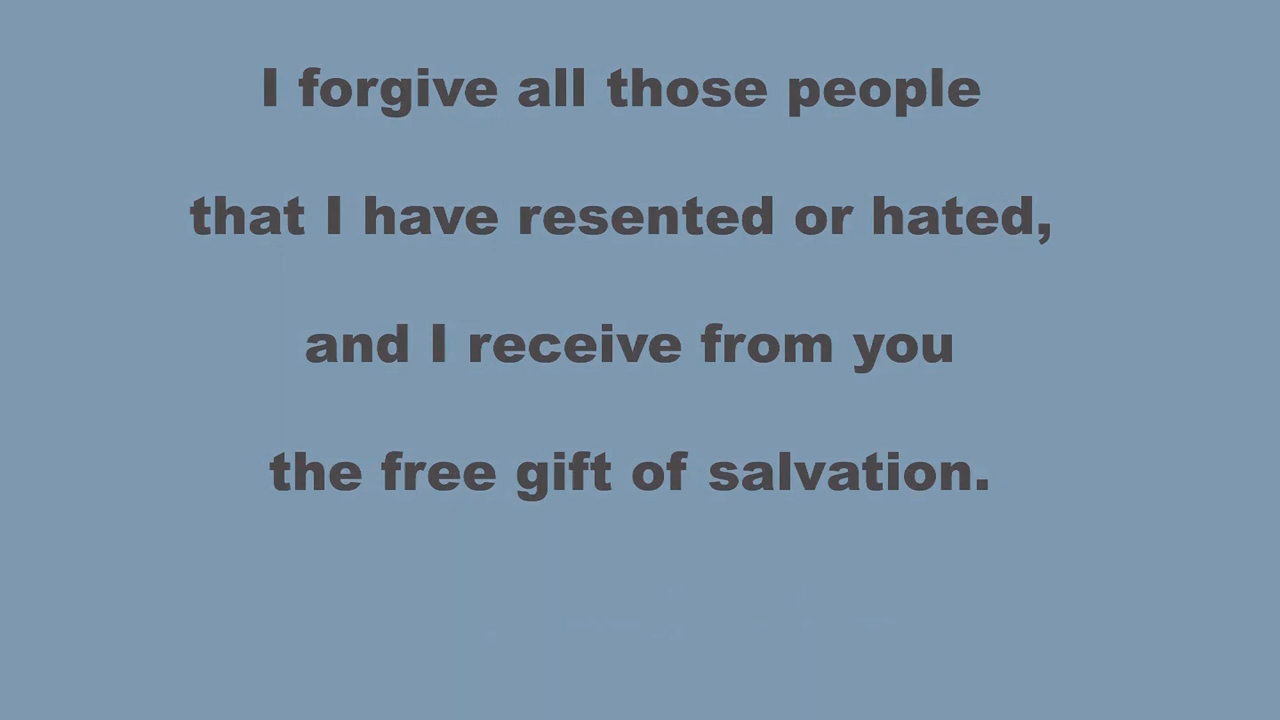 I forgive all those people
that I have resented or hated,
and I receive from you
the free gift of salvation.